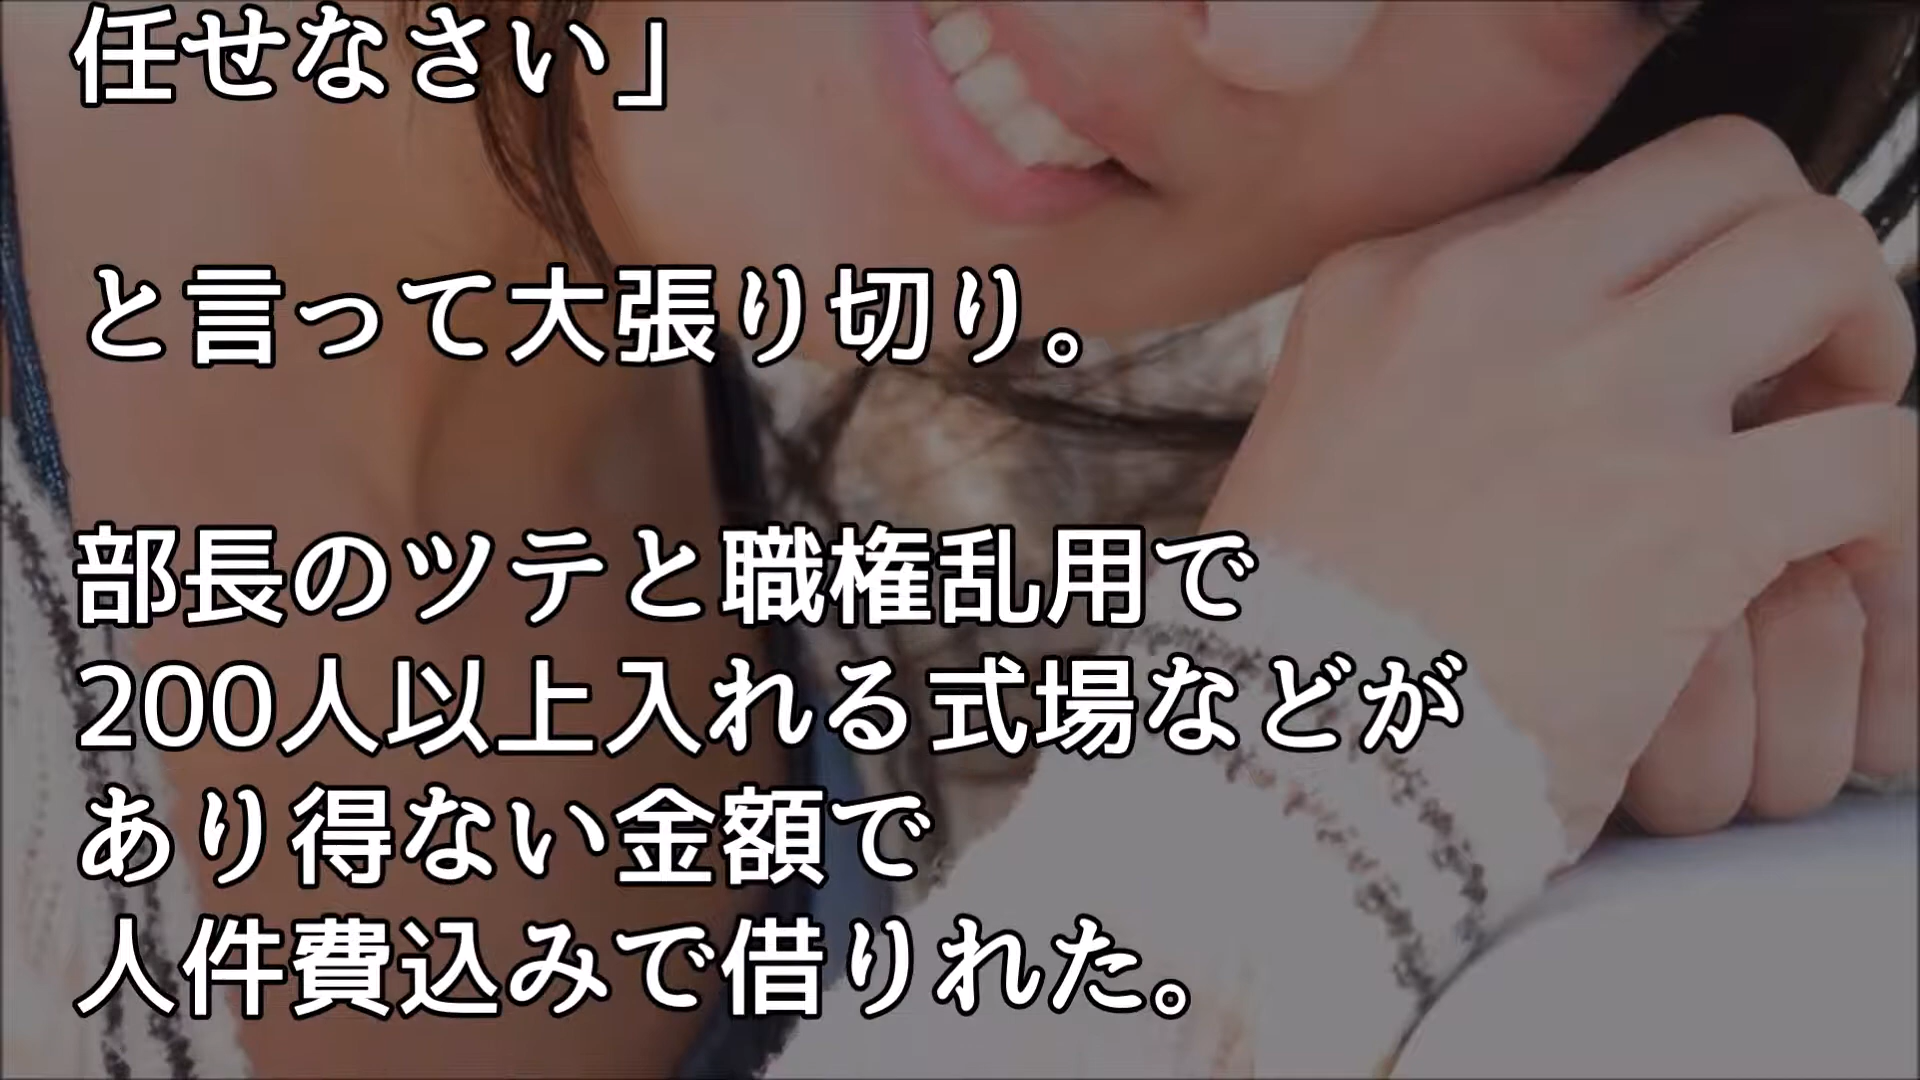 任せなさい」
と言って大張り切り。
部長のツテと職権乱用で
200人以上入れる式場などが
あり得ない金額で
人件費込みで借りれた。